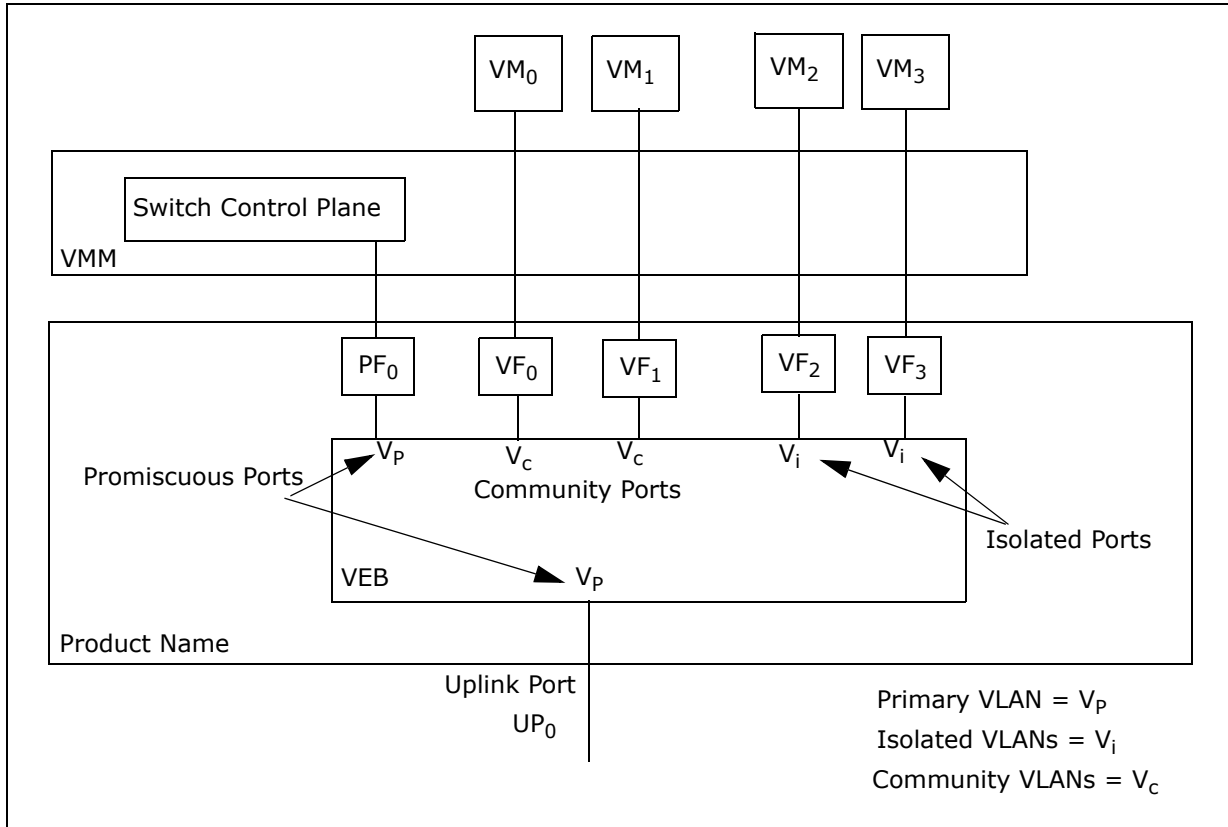 VM0 VM1 VM2 VM3
Switch Control Plane
VMM
PF0 VF0 VF1 VF2 VF3
VP Vc Vc Vi Vi
Promiscuous Ports
Community Ports
Isolated Ports
VEB
VP
Product Name
Uplink Port
UP0
Primary VLAN = VP
Isolated VLANs = Vi
Community VLANs = Vc